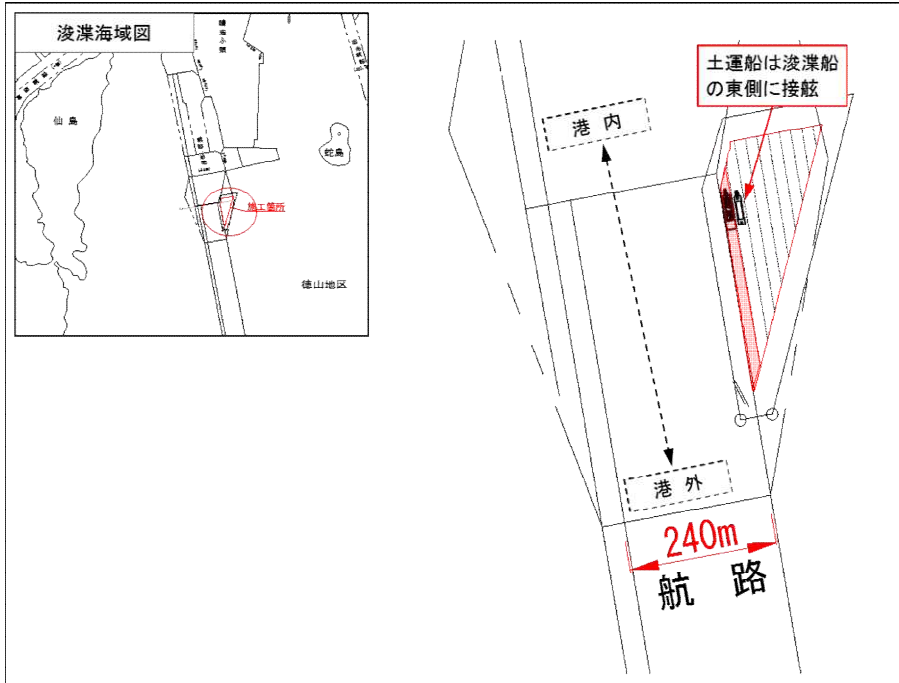 浚渫海域図
仙島
蛇島
施工箇所
徳山地区
土運船は浚渫船
の東側に接舷
港内
港外
240m
航路